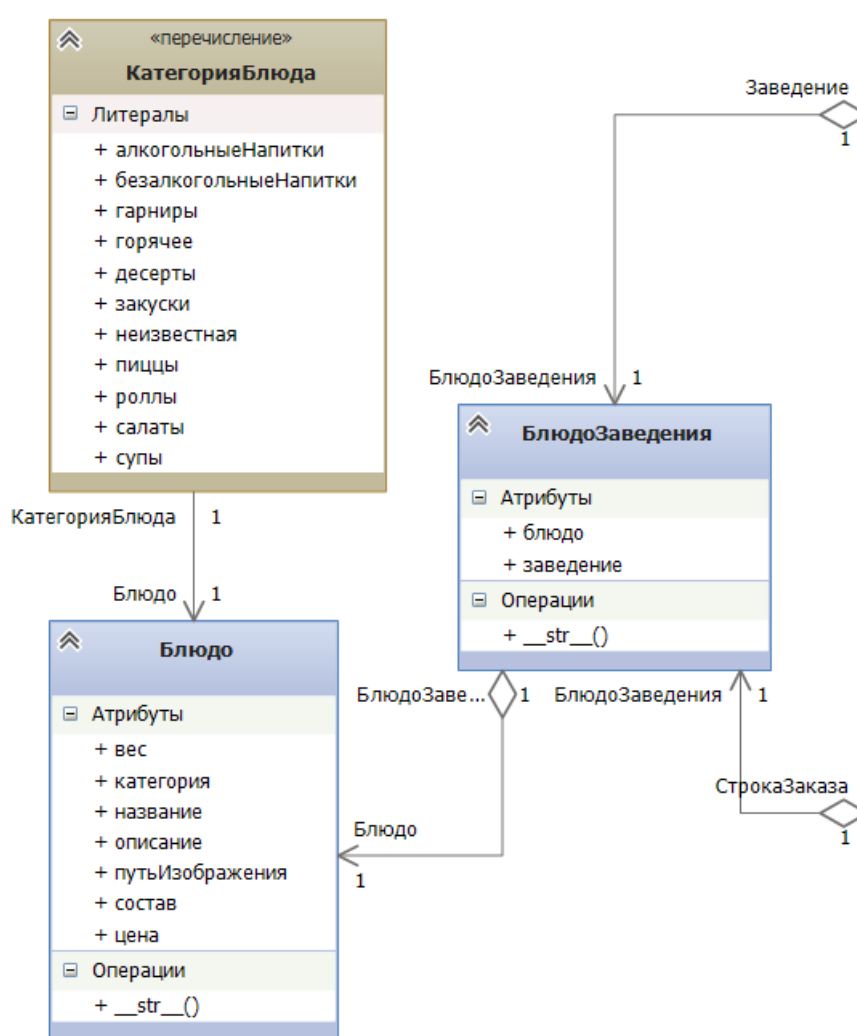 «перечисление»
КатегорияБлюда
Литералы
+ алкогольныеНапитки
+ безалкогольныеНапитки
+ гарниры
+ горячее
+ десерты
+ закуски
+ неизвестная
+ пиццы
+ роллы
+ салаты
+ супы
КатегорияБлюда 1
Блюдо 1
Блюдо
Атрибуты
+ вес
+ категория
+ название
+ описание
+ путьИзображения
+ состав
+ цена
Операции
+ __str__()
Заведение
1
БлюдоЗаведения 1
БлюдоЗаведения
Атрибуты
+ блюдо
+ заведение
Операции
+ __str__()
БлюдоЗаве... 1
БлюдоЗаведения 1
Блюдо
1
СтрокаЗаказа
1